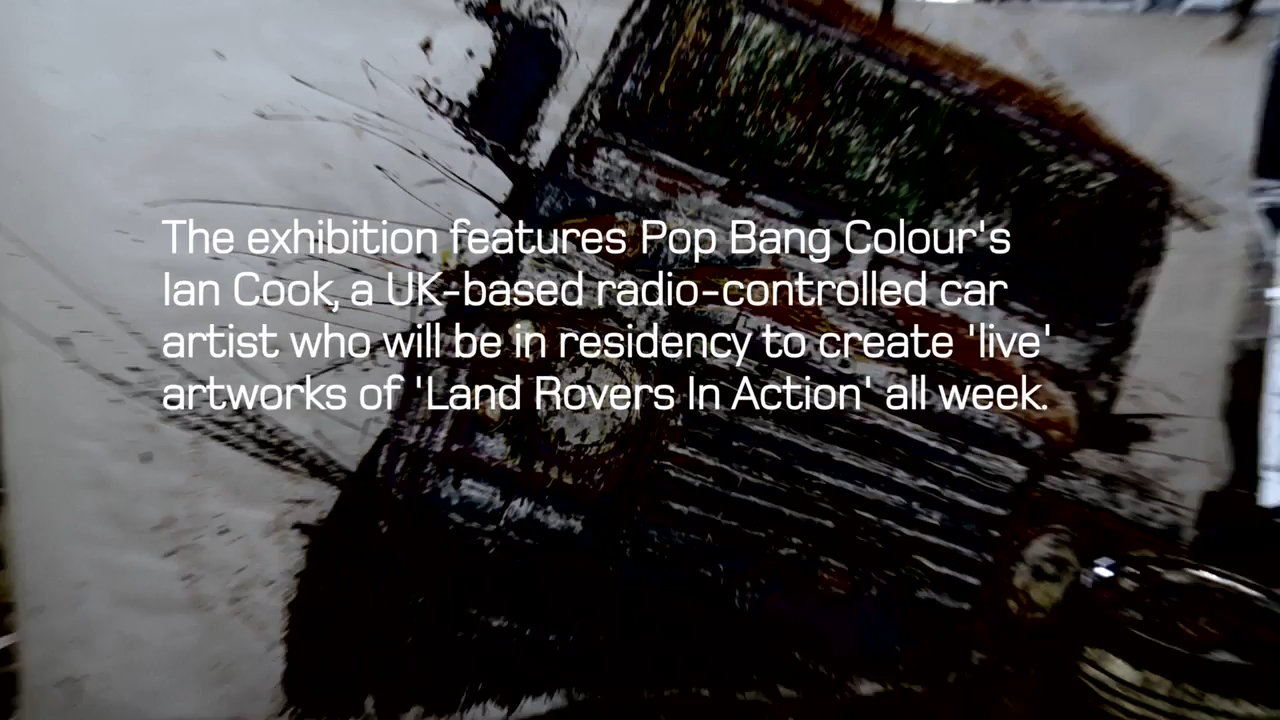 The exhibition features Pop Bang Colour's
Ian Cook, a UK-based radio-controlled car
artist who will be in residency to create 'live'
artworks of 'Land Rovers In Action' all week.